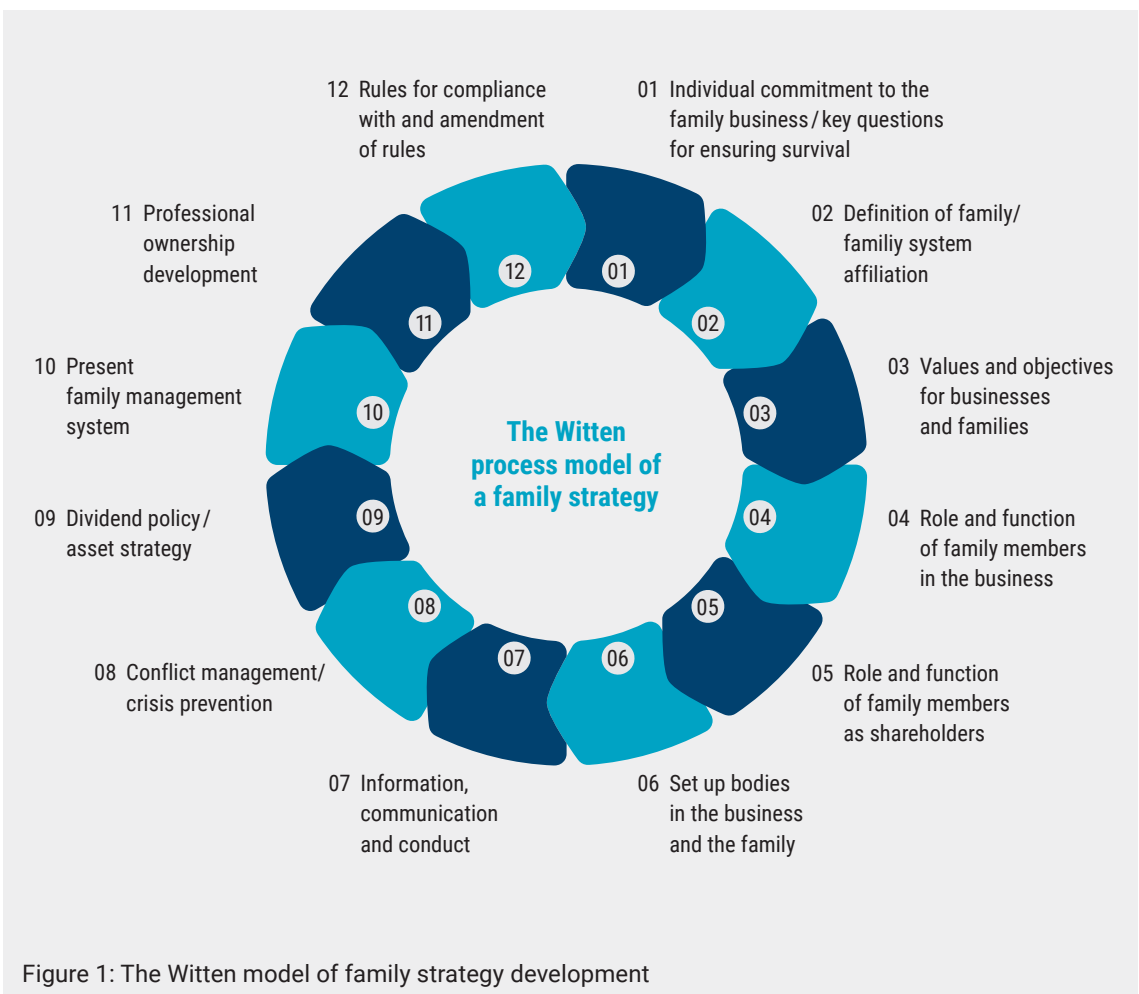 12 Rules for compliance
with and amendment
of rules
01 Individual commitment to the
family business/key questions
for ensuring survival
11 Professional
ownership
development
02 Definition of family/
familiy system
affiliation
10 Present
family management
system
03 Values and objectives
for businesses
and families
09 Dividend policy/
asset strategy
04 Role and function
of family members
in the business
08 Conflict management/
crisis prevention
05 Role and function
of family members
as shareholders
07 Information,
communication
and conduct
06 Set up bodies
in the business
and the family
12
01
11
02
10
03
The Witten
process model of
a family strategy
09
04
08
05
07
06
Figure 1: The Witten model of family strategy development